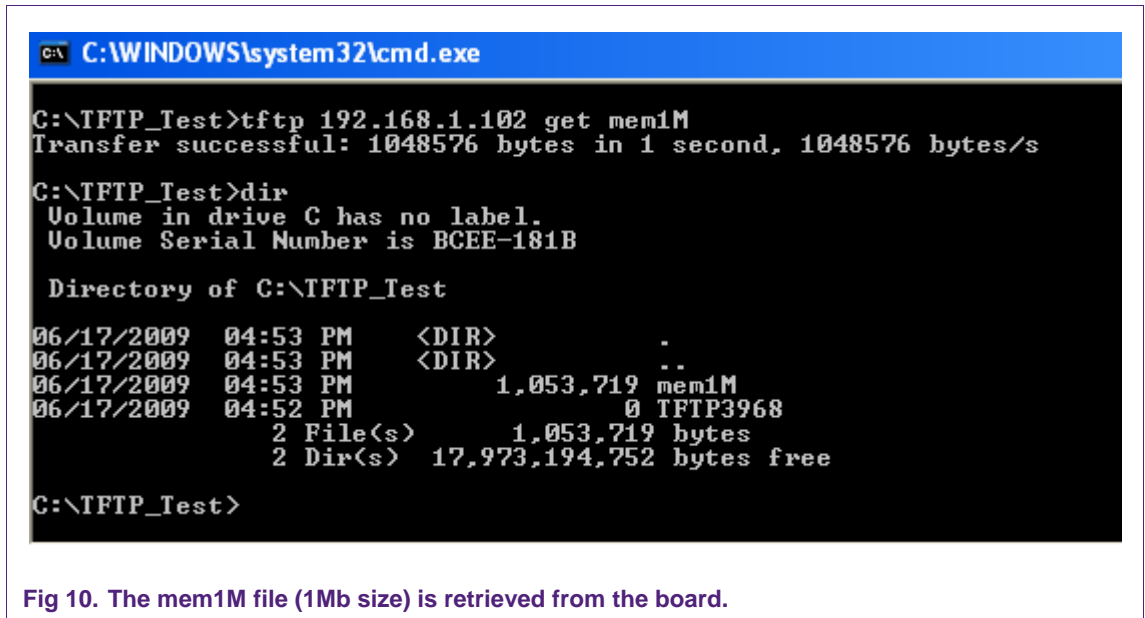 C:\WINDOWS\system32\cmd.exe
C:\TFTP_Test>tftp 192.168.1.102 get mem1M
Transfer successful: 1048576 bytes in 1 second, 1048576 bytes/s
C:\TFTP_Test>dir
Volume in drive C has no label.
Volume Serial Number is BCEE-181B
Directory of C:\TFTP_Test
06/17/2009 04:53 PM <DIR> .
06/17/2009 04:53 PM <DIR> ..
06/17/2009 04:53 PM 1,053,719 mem1M
06/17/2009 04:52 PM 0 TFTP3968
2 File(s) 1,053,719 bytes
2 Dir(s) 17,973,194,752 bytes free
C:\TFTP_Test>
Fig 10. The mem1M file (1Mb size) is retrieved from the board.